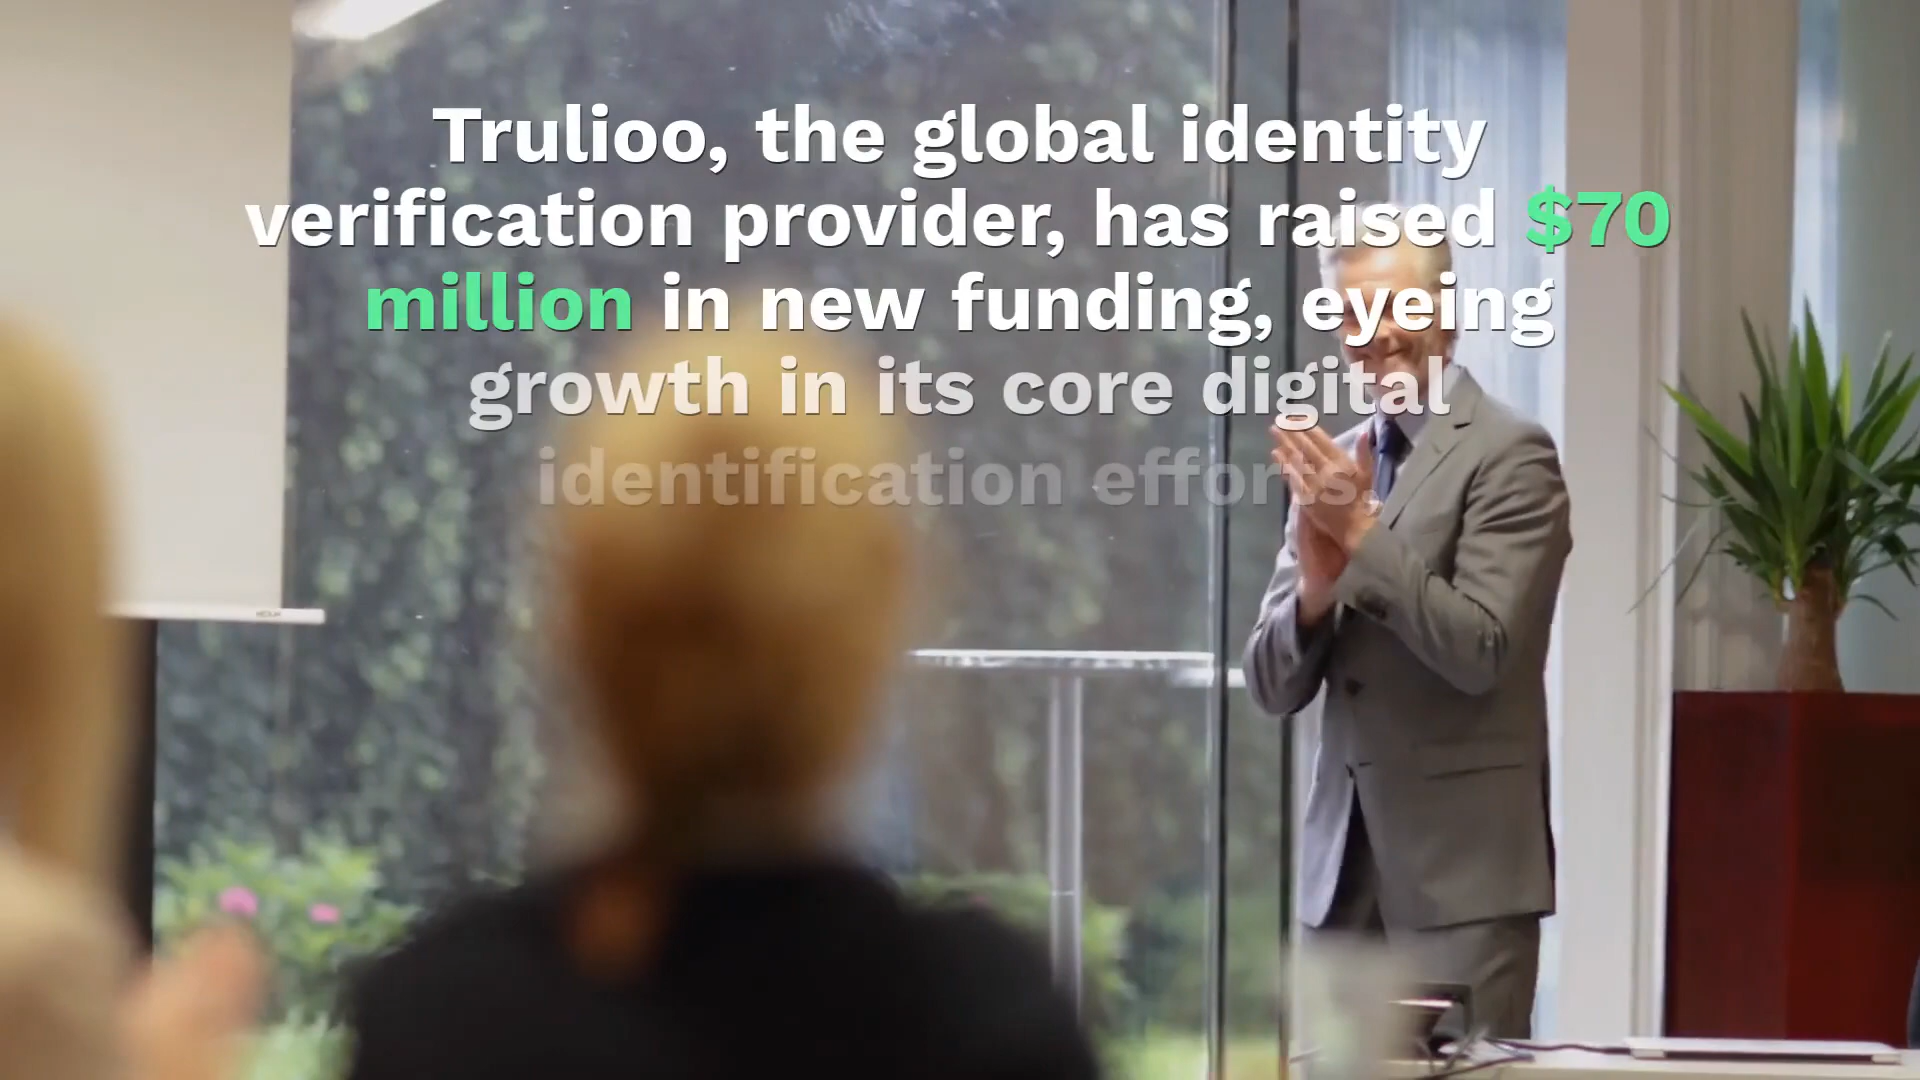 Trulioo, the global identity
verification provider, has raised $70
million in new funding, eyeing
growth in its core digital
identification efforts.